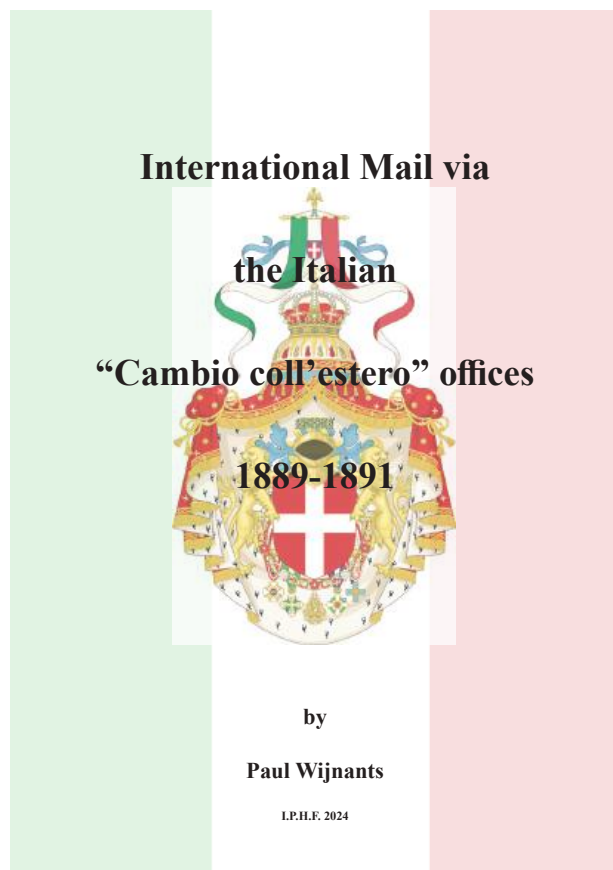 International Mail via
the Italian
“Cambio coll’estero” offices
1889-1891
by
Paul Wijnants
I.P.H.F. 2024